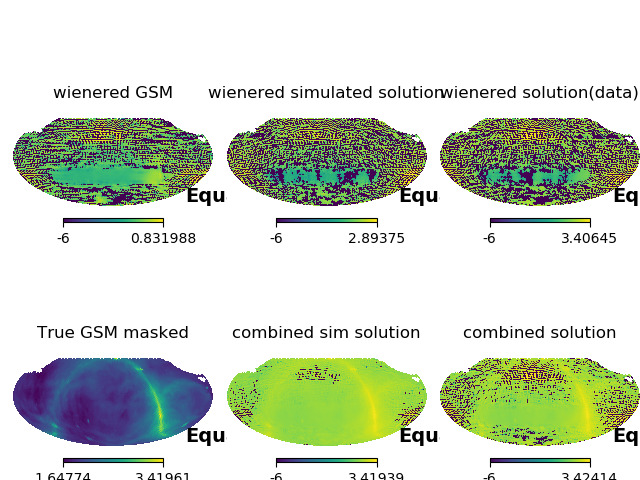 wienered GSM
wienered simulated solution
wienered solution(data)
Equ
Equ
Eq
-6 0.831988
-6 2.89375
-6 3.40645
True GSM masked
combined sim solution
combined solution
Equ
Equ
Eq
1.64774 3.41961
-6 3.41939
-6 3.42414